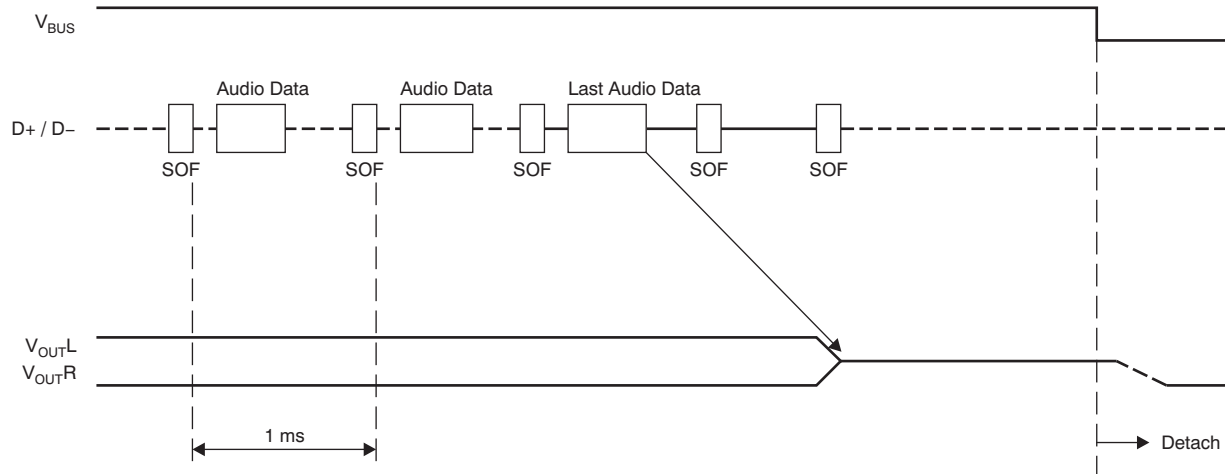 VBUS
Audio Data
Audio Data
Last Audio Data
D+ / D–
SOF
SOF
SOF
SOF
SOF
VOUTL
VOUTR
1 ms
Detach